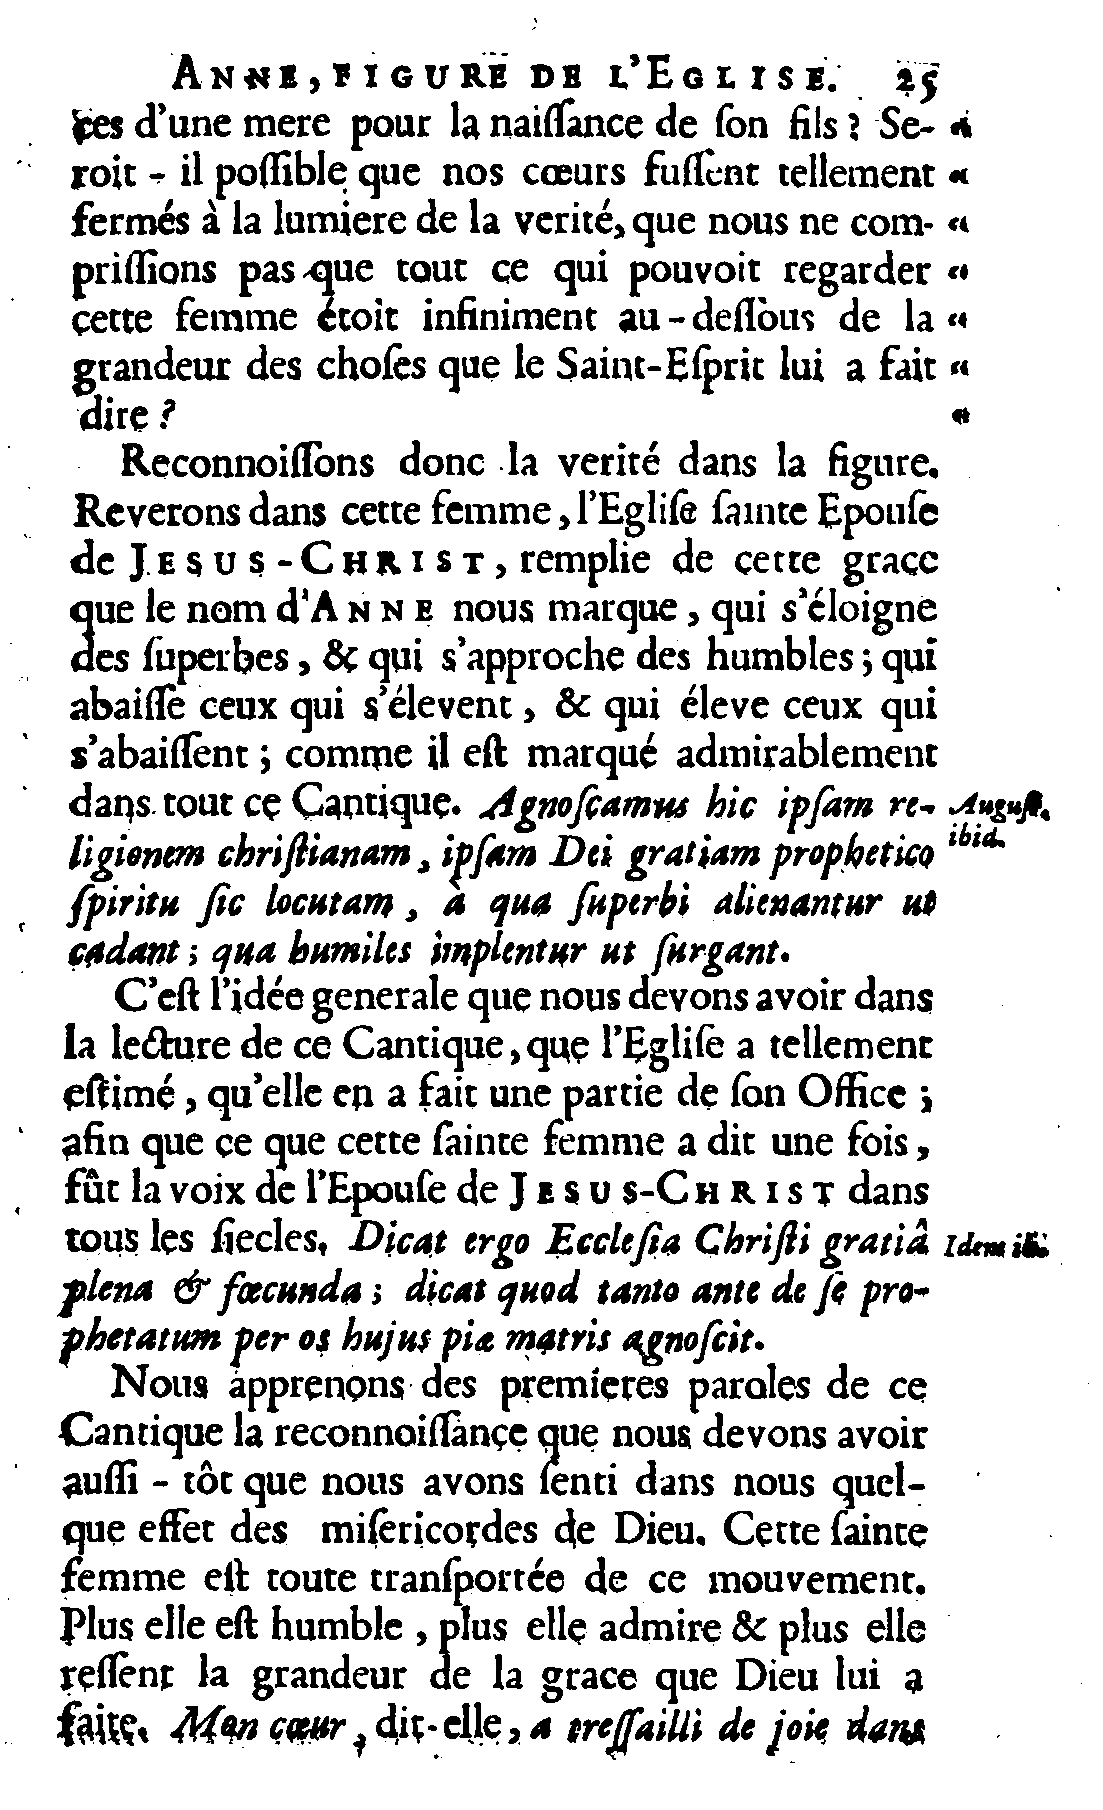 ANNE, FIGURE DE L'EGLISE. 25
ces d'une mere pour la naiſſance de ſon fils ? Se- “
roit - il poſſible que nos cœurs fuſſent tellement “
fermés à la lumiere de la verité, que nous ne com- “
priſſions pas que tout ce qui pouvoit regarder “
cette femme étoit infiniment au-deſſous de la “
grandeur des choſes que le Saint-Eſprit lui a fait “
dire ? “
Reconnoiſſons donc la verité dans la figure.
Reverons dans cette femme, l'Egliſe ſainte Epouſe
de JESUS-CHRIST, remplie de cette grace
que le nom d'ANNE nous marque, qui s'éloigne
des ſuperbes, & qui s'approche des humbles ; qui
abaiſſe ceux qui s'élevent, & qui éleve ceux qui
s'abaiſſent ; comme il eſt marqué admirablement
dans tout ce Cantique. Agnoſcamus hic ipſam re- Auguſt.
ligionem chriſtianam, ipſam Dei gratiam prophetico ibid.
ſpiritu ſic locutam, à qua ſuperbi alienantur ut
cadant ; qua humiles implentur ut ſurgant.
C'eſt l'idée generale que nous devons avoir dans
la lecture de ce Cantique, que l'Egliſe a tellement
eſtimé, qu'elle en a fait une partie de ſon Office ;
afin que ce que cette ſainte femme a dit une fois,
fût la voix de l'Epouſe de JESUS-CHRIST dans
tous les ſiecles. Dicat ergo Eccleſia Chriſti gratiâ Idem ibi.
plena & fœcunda ; dicat quod tanto ante de ſe pro-
phetatum per os hujus piæ matris agnoſcit.
Nous apprenons des premieres paroles de ce
Cantique la reconnoiſſance que nous devons avoir
auſſi - tôt que nous avons ſenti dans nous quel-
que effet des miſericordes de Dieu. Cette ſainte
femme eſt toute tranſportée de ce mouvement.
Plus elle eſt humble, plus elle admire & plus elle
reſſent la grandeur de la grace que Dieu lui a
faite. Mon cœur, dit-elle, a treſſailli de joie dans